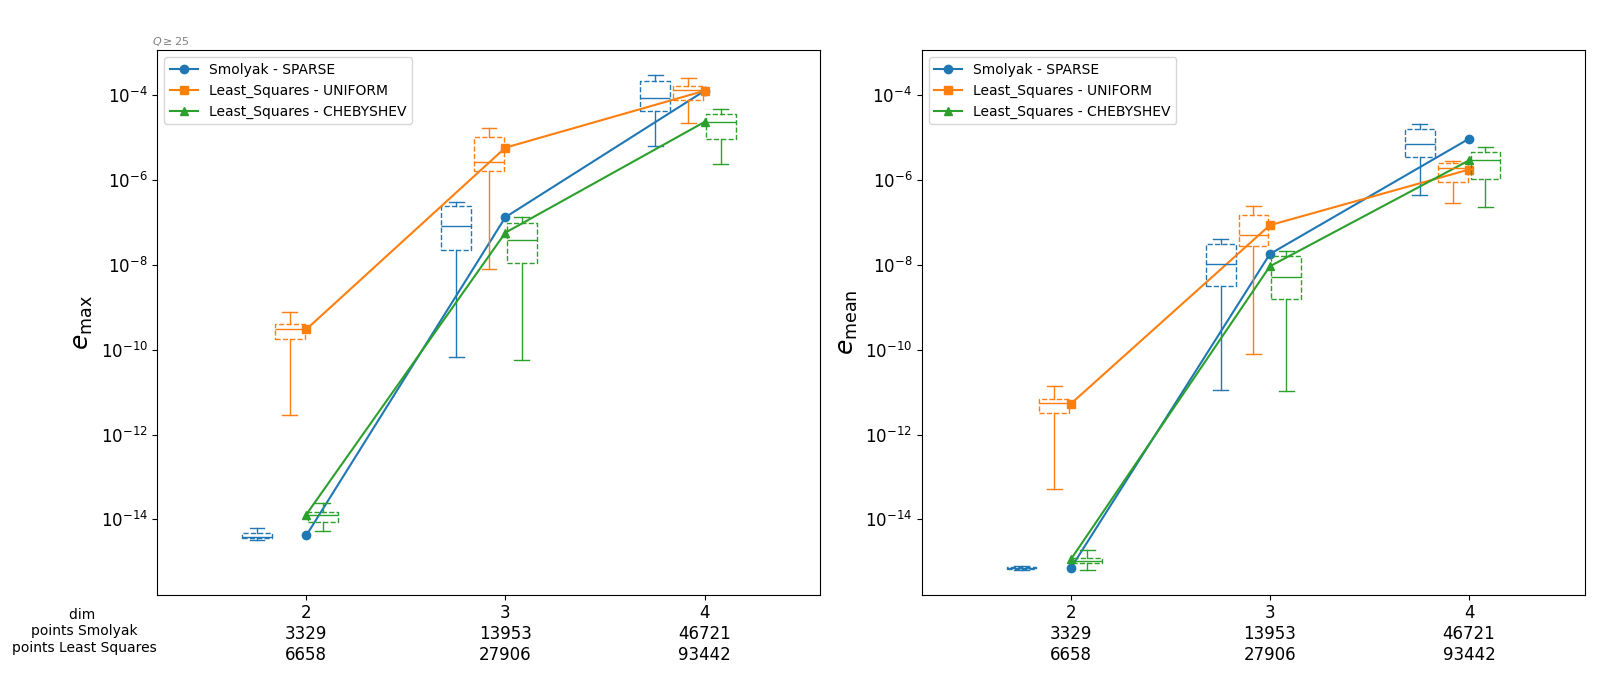 Q ≥ 25
Smolyak - SPARSE
Least_Squares - UNIFORM
Least_Squares - CHEBYSHEV
10⁻⁴
10⁻⁶
10⁻⁸
10⁻¹⁰
10⁻¹²
10⁻¹⁴
e_max
dim
points Smolyak
points Least Squares
2 3 4
3329 13953 46721
6658 27906 93442
Smolyak - SPARSE
Least_Squares - UNIFORM
Least_Squares - CHEBYSHEV
10⁻⁴
10⁻⁶
10⁻⁸
10⁻¹⁰
10⁻¹²
10⁻¹⁴
e_mean
2 3 4
3329 13953 46721
6658 27906 93442